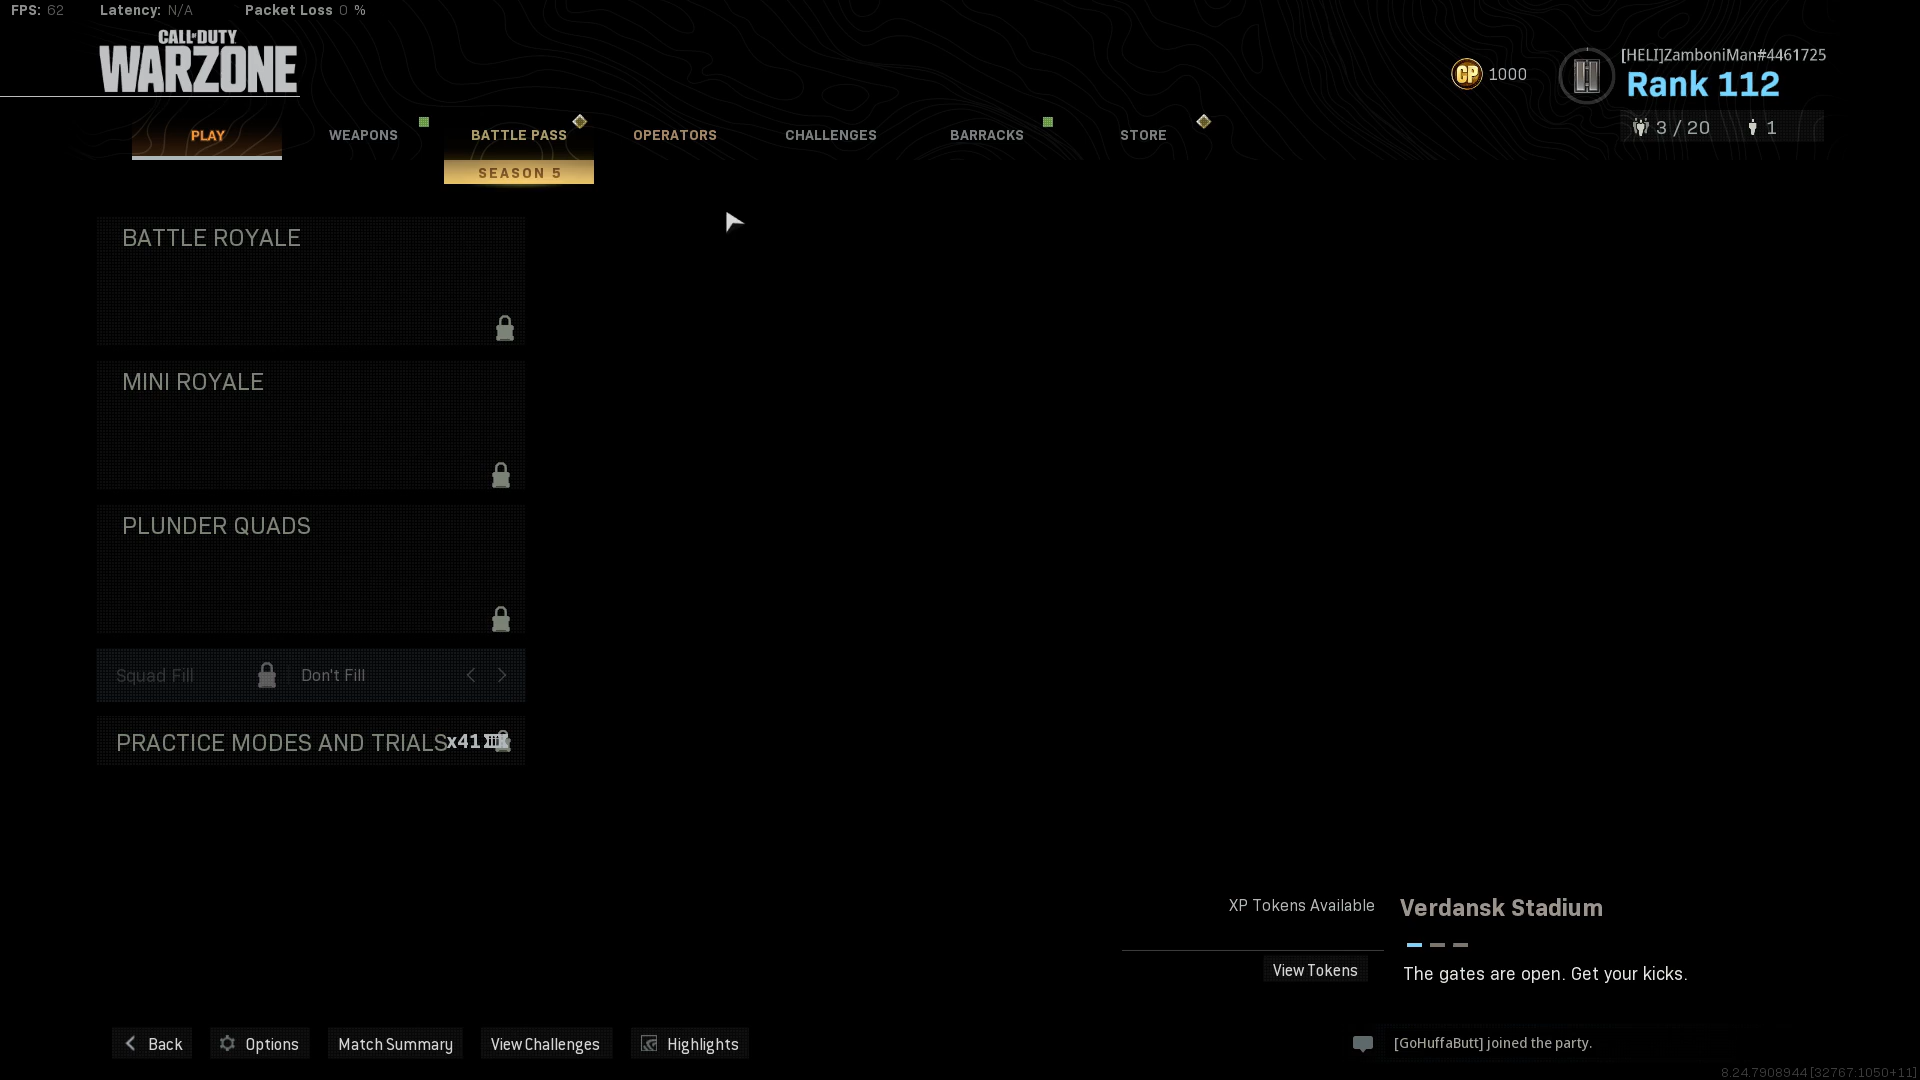 FPS: 62 Latency: N/A Packet Loss 0 %
CALL OF DUTY
WARZONE
1000
[HELI]ZamboniMan#4461725
Rank 112
3 / 20 1
PLAY WEAPONS BATTLE PASS OPERATORS CHALLENGES BARRACKS STORE
SEASON 5
BATTLE ROYALE
MINI ROYALE
PLUNDER QUADS
Squad Fill Don't Fill
PRACTICE MODES AND TRIALS x41
XP Tokens Available
View Tokens
Verdansk Stadium
The gates are open. Get your kicks.
Back Options Match Summary View Challenges Highlights
[GoHuffaButt] joined the party.
8.24.7908944 [32767:1050+11]